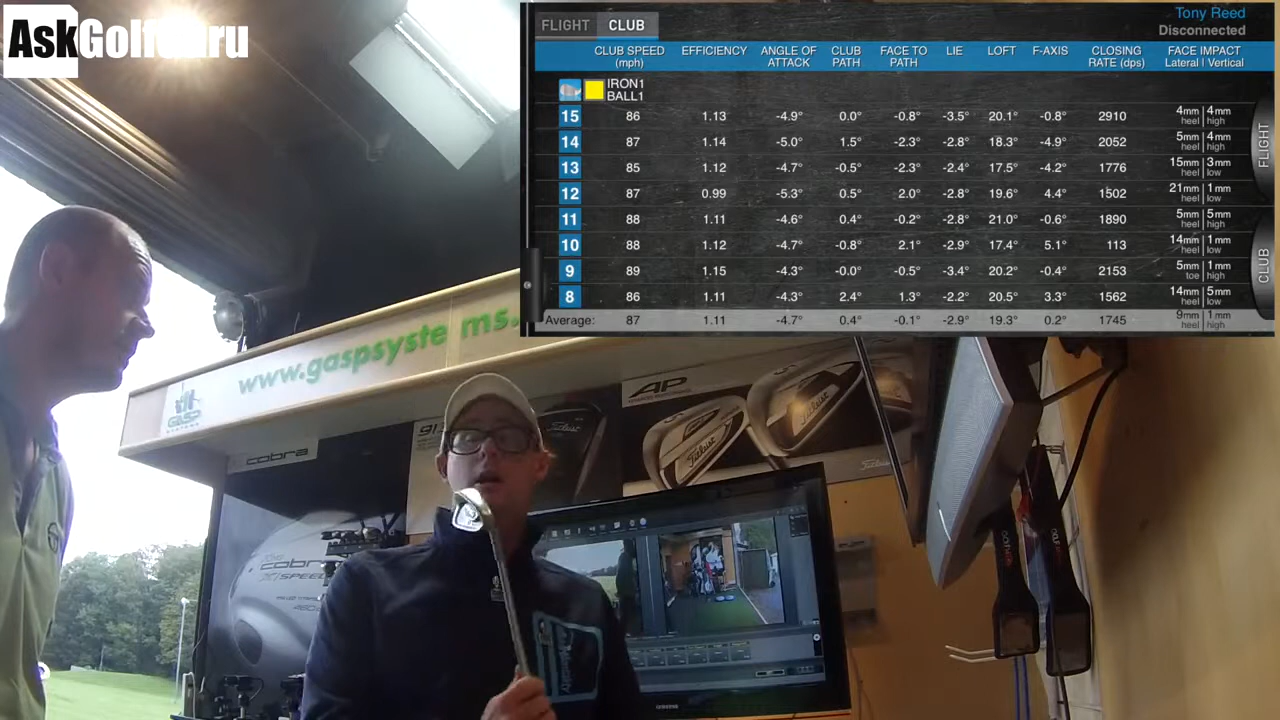 AskGolfGuru
Tony Reed
Disconnected
FLIGHT CLUB
CLUB SPEED (mph) EFFICIENCY ANGLE OF ATTACK CLUB PATH FACE TO PATH LIE LOFT F-AXIS CLOSING RATE (dps) FACE IMPACT Lateral | Vertical
IRON1
BALL1
15 86 1.13 -4.9° 0.0° -0.8° -3.5° 20.1° -0.8° 2910 4mm heel | 4mm high
14 87 1.14 -5.0° 1.5° -2.3° -2.8° 18.3° -4.9° 2052 5mm heel | 4mm high
13 85 1.12 -4.7° -0.5° -2.3° -2.4° 17.5° -4.2° 1776 15mm heel | 3mm low
12 87 0.99 -5.3° 0.5° 2.0° -2.8° 19.6° 4.4° 1502 21mm heel | 1mm low
11 88 1.11 -4.6° 0.4° -0.2° -2.8° 21.0° -0.6° 1890 5mm heel | 5mm high
10 88 1.12 -4.7° -0.8° 2.1° -2.9° 17.4° 5.1° 113 14mm heel | 1mm low
9 89 1.15 -4.3° -0.0° -0.5° -3.4° 20.2° -0.4° 2153 5mm toe | 1mm high
8 86 1.11 -4.3° 2.4° 1.3° -2.2° 20.5° 3.3° 1562 14mm heel | 5mm low
Average: 87 1.11 -4.7° 0.4° -0.1° -2.9° 19.3° 0.2° 1745 9mm heel | 1mm high
FLIGHT
CLUB
www.gaspsystems.
GASP
SYSTEMS
AP
Titleist
Titleist
Titleist
Titleist
913
cobra
cobra
SPEED
460
SAMSUNG